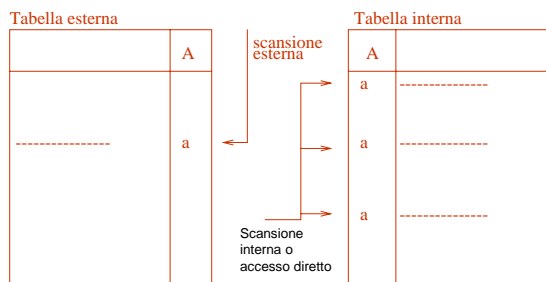 Tabella esterna
Tabella interna
A
scansione
esterna
A
a
a
a
a
Scansione
interna o
accesso diretto